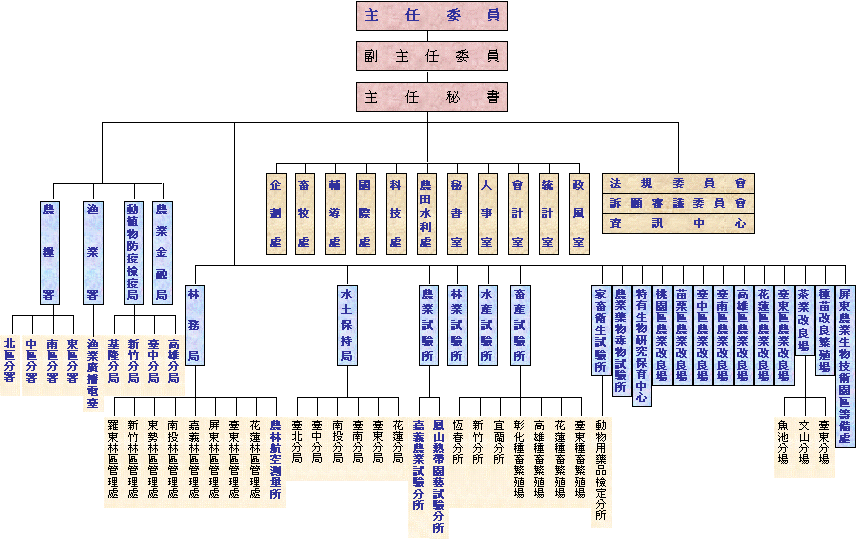 主任委員
副主任委員
主任秘書
企劃處
畜牧處
輔導處
國際處
科技處
農田水利處
秘書室
人事室
會計室
統計室
政風室
法規委員會
訴願審議委員會
資訊中心
農糧署
漁業署
動植物防疫檢疫局
農業金融局
北區分署
中區分署
南區分署
東區分署
漁業廣播電臺
基隆分局
新竹分局
臺中分局
高雄分局
林務局
水土保持局
農業試驗所
林業試驗所
水產試驗所
畜產試驗所
家畜衛生試驗所
農業藥物毒物試驗所
特有生物研究保育中心
桃園區農業改良場
苗栗區農業改良場
臺中區農業改良場
臺南區農業改良場
高雄區農業改良場
花蓮區農業改良場
臺東區農業改良場
茶業改良場
種苗改良繁殖場
屏東農業生物技術園區籌備處
羅東林區管理處
新竹林區管理處
東勢林區管理處
南投林區管理處
嘉義林區管理處
屏東林區管理處
臺東林區管理處
花蓮林區管理處
農林航空測量所
臺北分局
臺中分局
南投分局
臺南分局
臺東分局
花蓮分局
嘉義農業試驗分所
鳳山熱帶園藝試驗分所
恆春分所
新竹分所
宜蘭分所
彰化種畜繁殖場
高雄種畜繁殖場
花蓮種畜繁殖場
臺東種畜繁殖場
動物用藥品檢定分所
魚池分場
文山分場
臺東分場